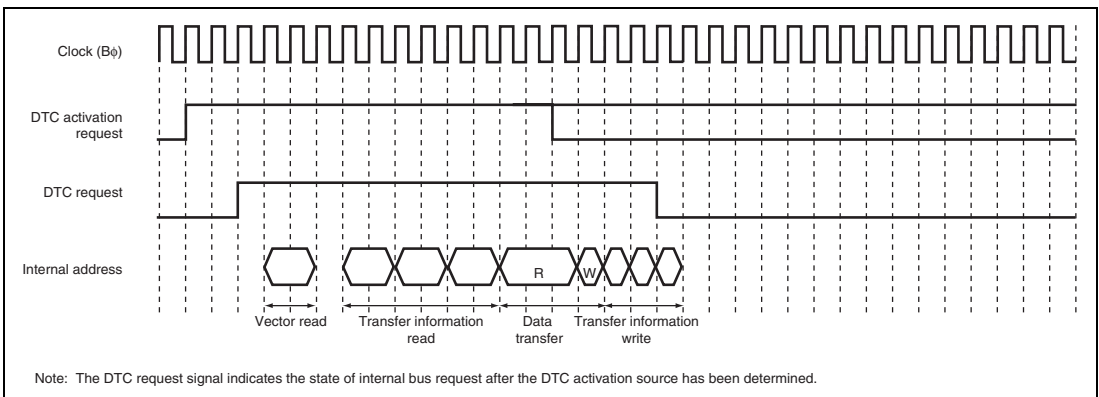 Clock (Bϕ)
DTC activation
request
DTC request
Internal address
R
W
Vector read
Transfer information
read
Data
transfer
Transfer information
write
Note: The DTC request signal indicates the state of internal bus request after the DTC activation source has been determined.